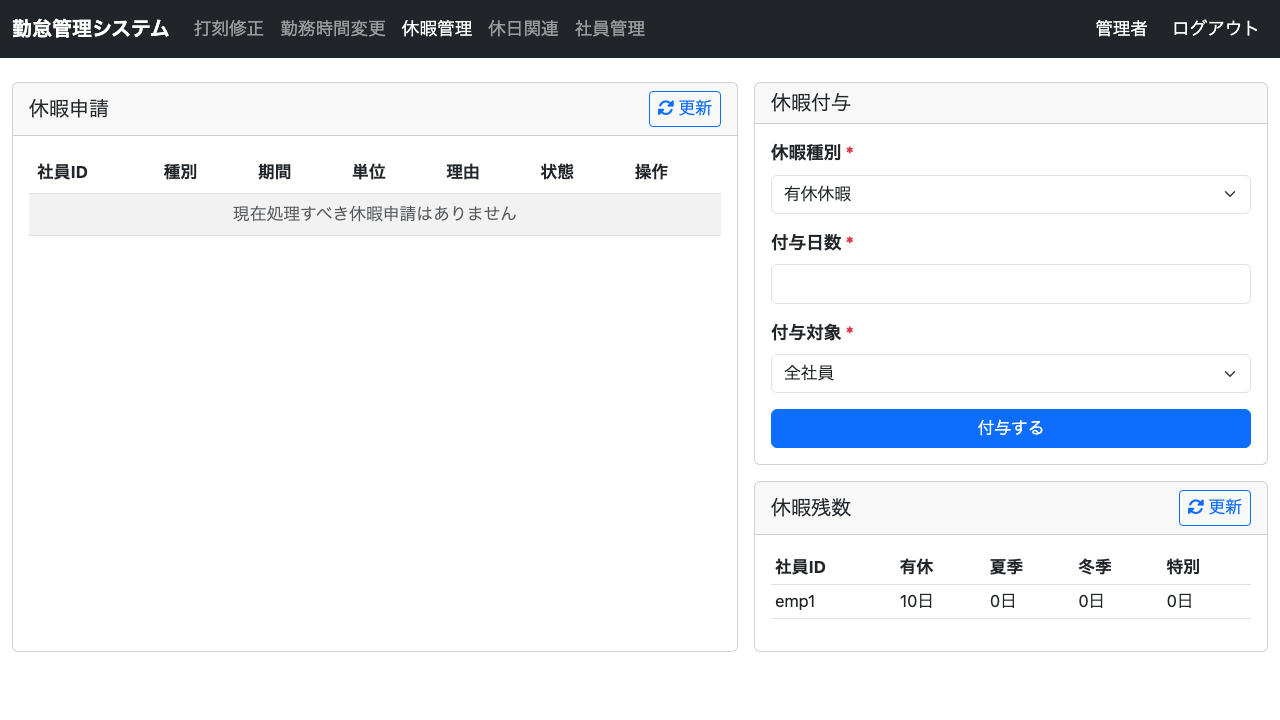 勤怠管理システム 打刻修正 勤務時間変更 休暇管理 休日関連 社員管理 管理者 ログアウト
休暇申請 更新
社員ID 種別 期間 単位 理由 状態 操作
現在処理すべき休暇申請はありません
休暇付与
休暇種別 *
有休休暇
付与日数 *
付与対象 *
全社員
付与する
休暇残数 更新
社員ID 有休 夏季 冬季 特別
emp1 10日 0日 0日 0日